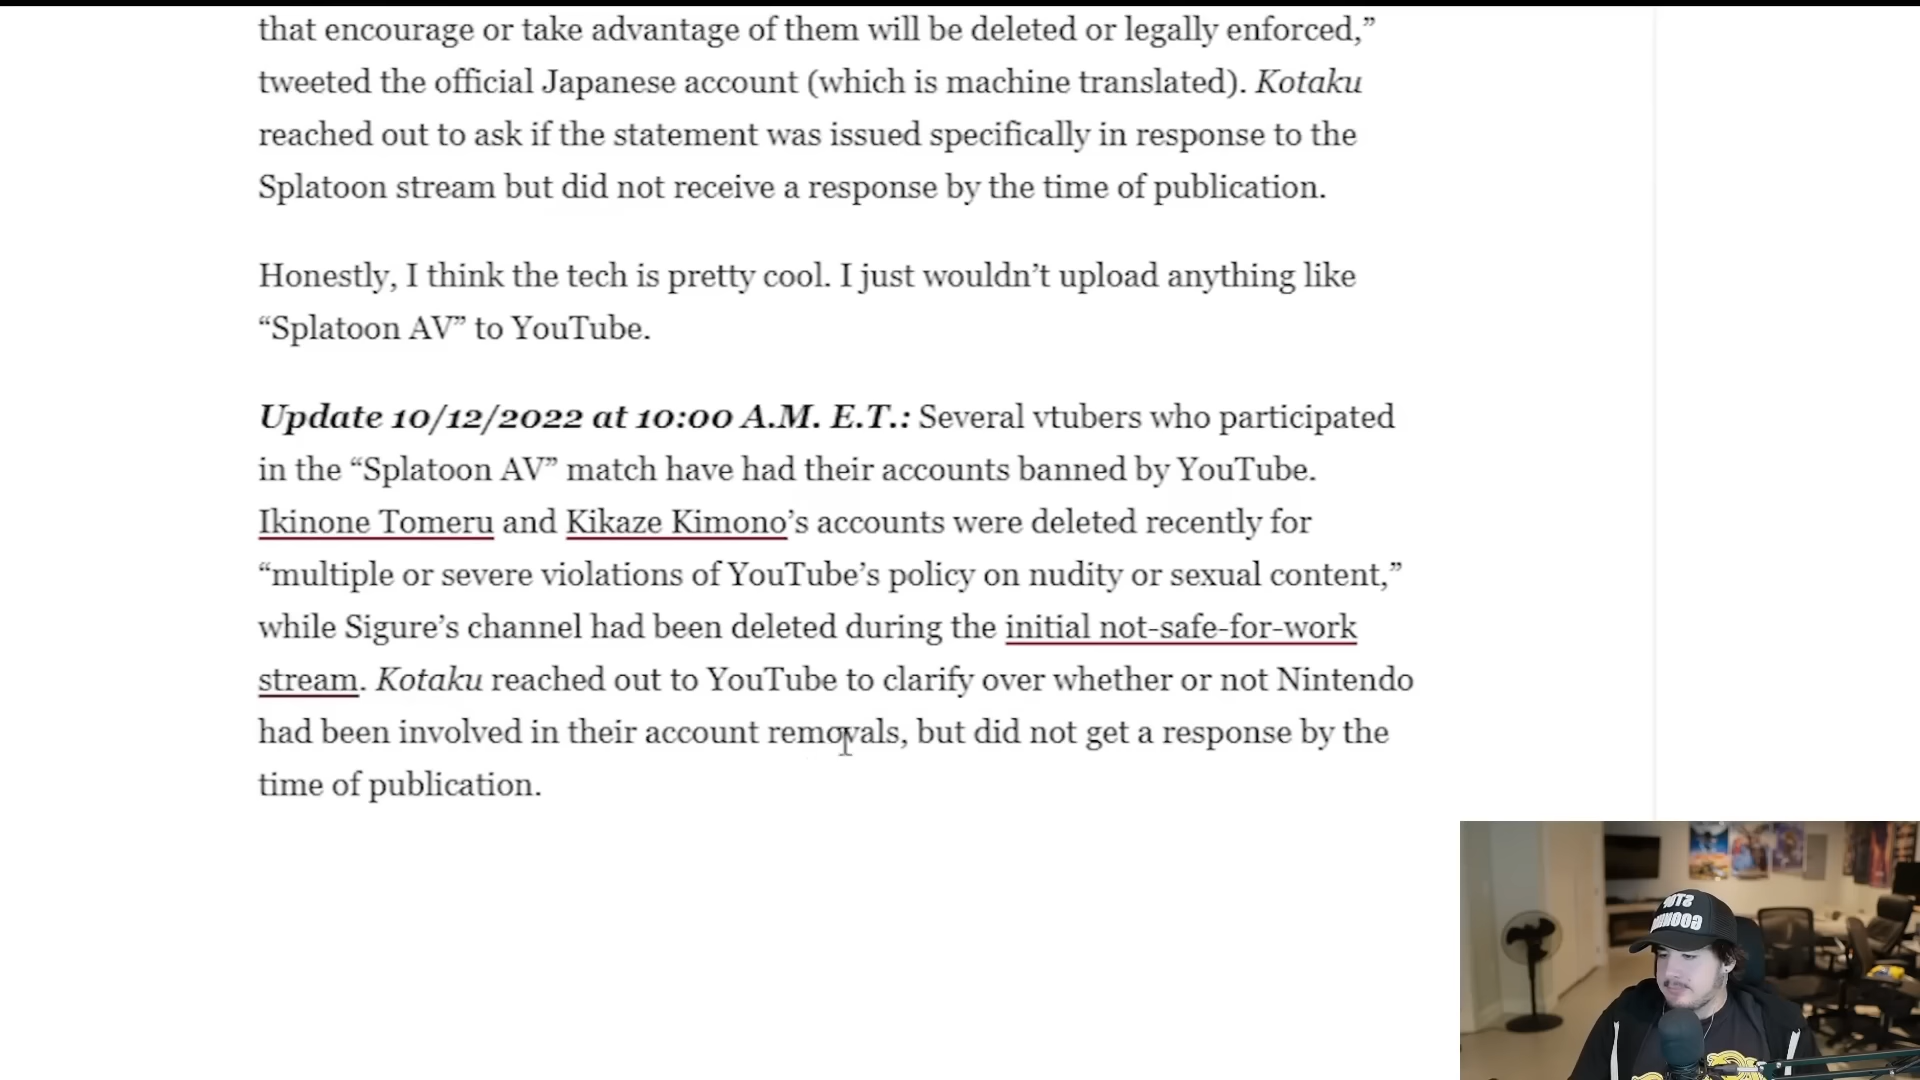 that encourage or take advantage of them will be deleted or legally enforced,”
tweeted the official Japanese account (which is machine translated). Kotaku
reached out to ask if the statement was issued specifically in response to the
Splatoon stream but did not receive a response by the time of publication.
Honestly, I think the tech is pretty cool. I just wouldn’t upload anything like
“Splatoon AV” to YouTube.
Update 10/12/2022 at 10:00 A.M. E.T.: Several vtubers who participated
in the “Splatoon AV” match have had their accounts banned by YouTube.
Ikinone Tomeru and Kikaze Kimono’s accounts were deleted recently for
“multiple or severe violations of YouTube’s policy on nudity or sexual content,”
while Sigure’s channel had been deleted during the initial not-safe-for-work
stream. Kotaku reached out to YouTube to clarify over whether or not Nintendo
had been involved in their account removals, but did not get a response by the
time of publication.
STOP